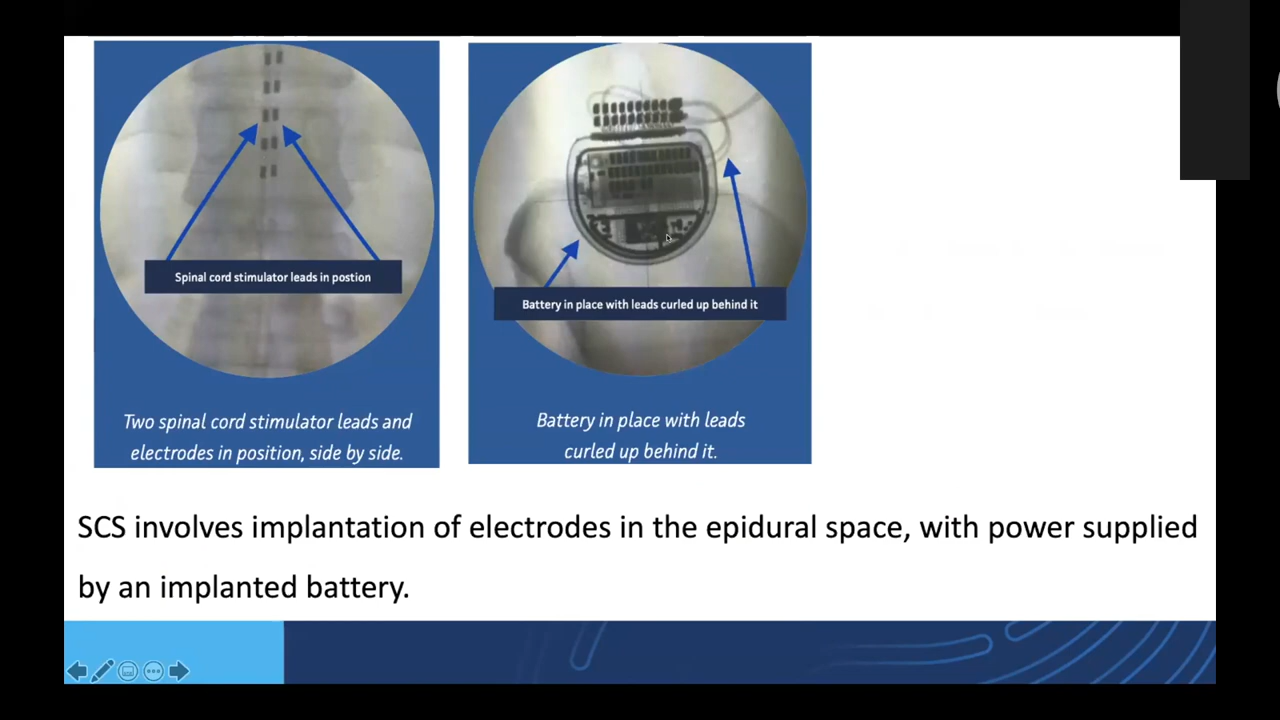 Spinal cord stimulator leads in postion
Two spinal cord stimulator leads and
electrodes in position, side by side.
Battery in place with leads curled up behind it
Battery in place with leads
curled up behind it.
SCS involves implantation of electrodes in the epidural space, with power supplied
by an implanted battery.